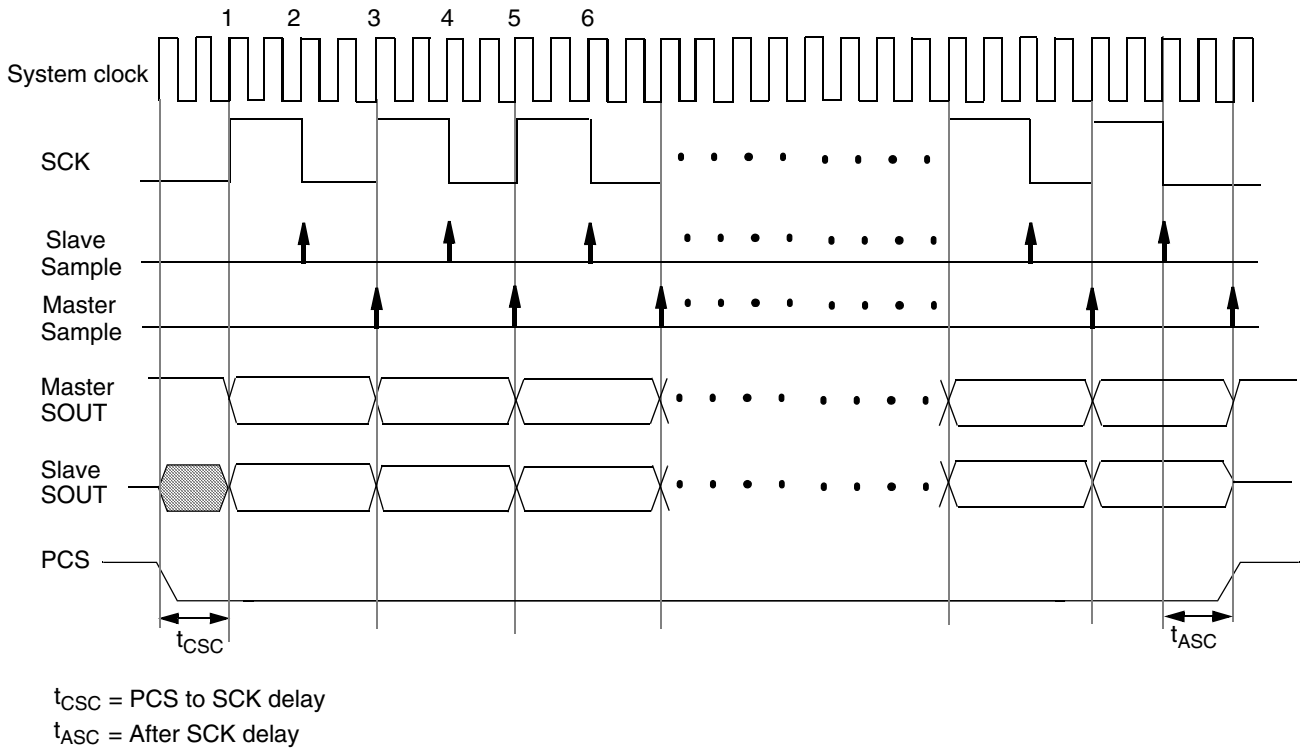 1 2 3 4 5 6
System clock
SCK
Slave
Sample
Master
Sample
Master
SOUT
Slave
SOUT
PCS
tCSC
tASC
tCSC = PCS to SCK delay
tASC = After SCK delay